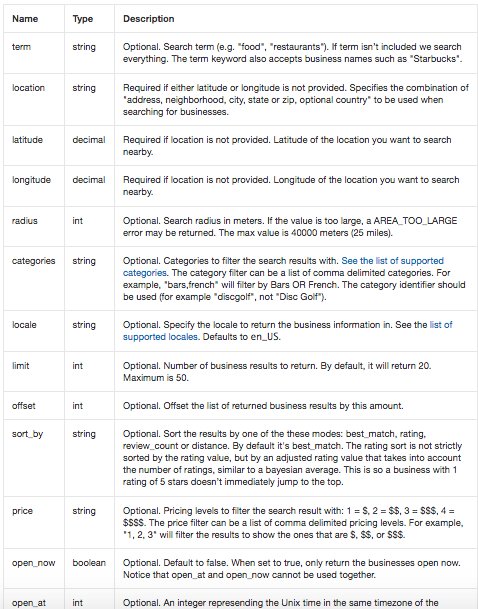 Name Type Description
term string Optional. Search term (e.g. "food", "restaurants"). If term isn't included we search
everything. The term keyword also accepts business names such as "Starbucks".
location string Required if either latitude or longitude is not provided. Specifies the combination of
"address, neighborhood, city, state or zip, optional country" to be used when
searching for businesses.
latitude decimal Required if location is not provided. Latitude of the location you want to search
nearby.
longitude decimal Required if location is not provided. Longitude of the location you want to search
nearby.
radius int Optional. Search radius in meters. If the value is too large, a AREA_TOO_LARGE
error may be returned. The max value is 40000 meters (25 miles).
categories string Optional. Categories to filter the search results with. See the list of supported
categories. The category filter can be a list of comma delimited categories. For
example, "bars,french" will filter by Bars OR French. The category identifier should
be used (for example "discgolf", not "Disc Golf").
locale string Optional. Specify the locale to return the business information in. See the list of
supported locales. Defaults to en_US.
limit int Optional. Number of business results to return. By default, it will return 20.
Maximum is 50.
offset int Optional. Offset the list of returned business results by this amount.
sort_by string Optional. Sort the results by one of the these modes: best_match, rating,
review_count or distance. By default it's best_match. The rating sort is not strictly
sorted by the rating value, but by an adjusted rating value that takes into account
the number of ratings, similar to a bayesian average. This is so a business with 1
rating of 5 stars doesn't immediately jump to the top.
price string Optional. Pricing levels to filter the search result with: 1 = $, 2 = $$, 3 = $$$, 4 =
$$$$. The price filter can be a list of comma delimited pricing levels. For example,
"1, 2, 3" will filter the results to show the ones that are $, $$, or $$$.
open_now boolean Optional. Default to false. When set to true, only return the businesses open now.
Notice that open_at and open_now cannot be used together.
open_at int Optional. An integer represending the Unix time in the same timezone of the